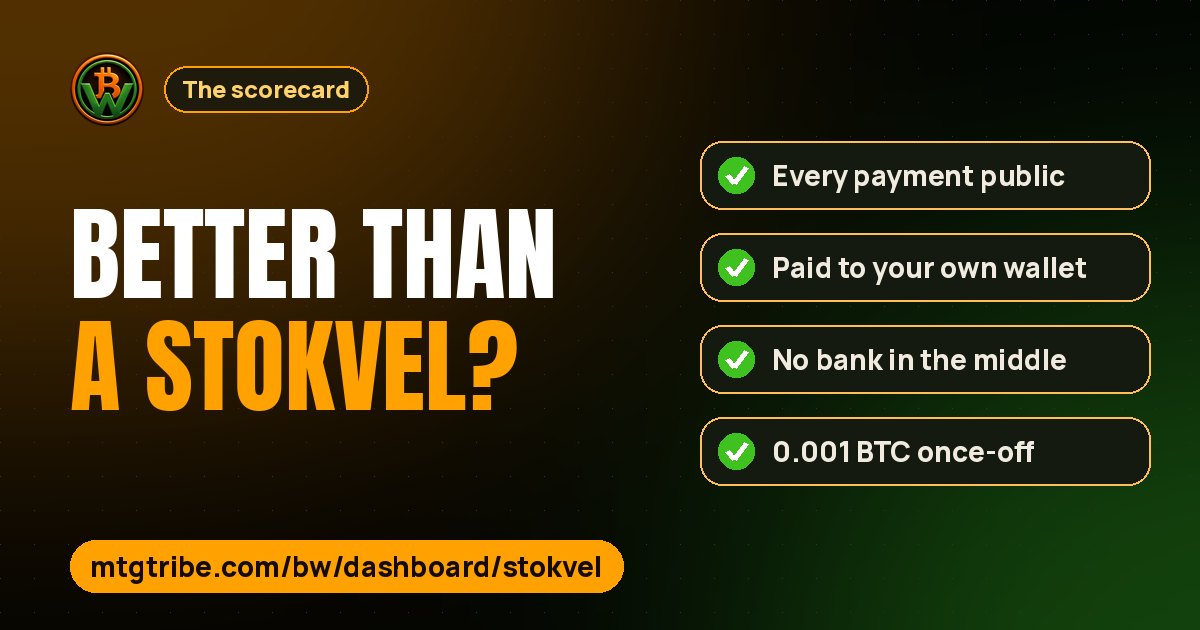 The scorecard
BETTER THAN
A STOKVEL?
Every payment public
Paid to your own wallet
No bank in the middle
0.001 BTC once-off
mtgtribe.com/bw/dashboard/stokvel